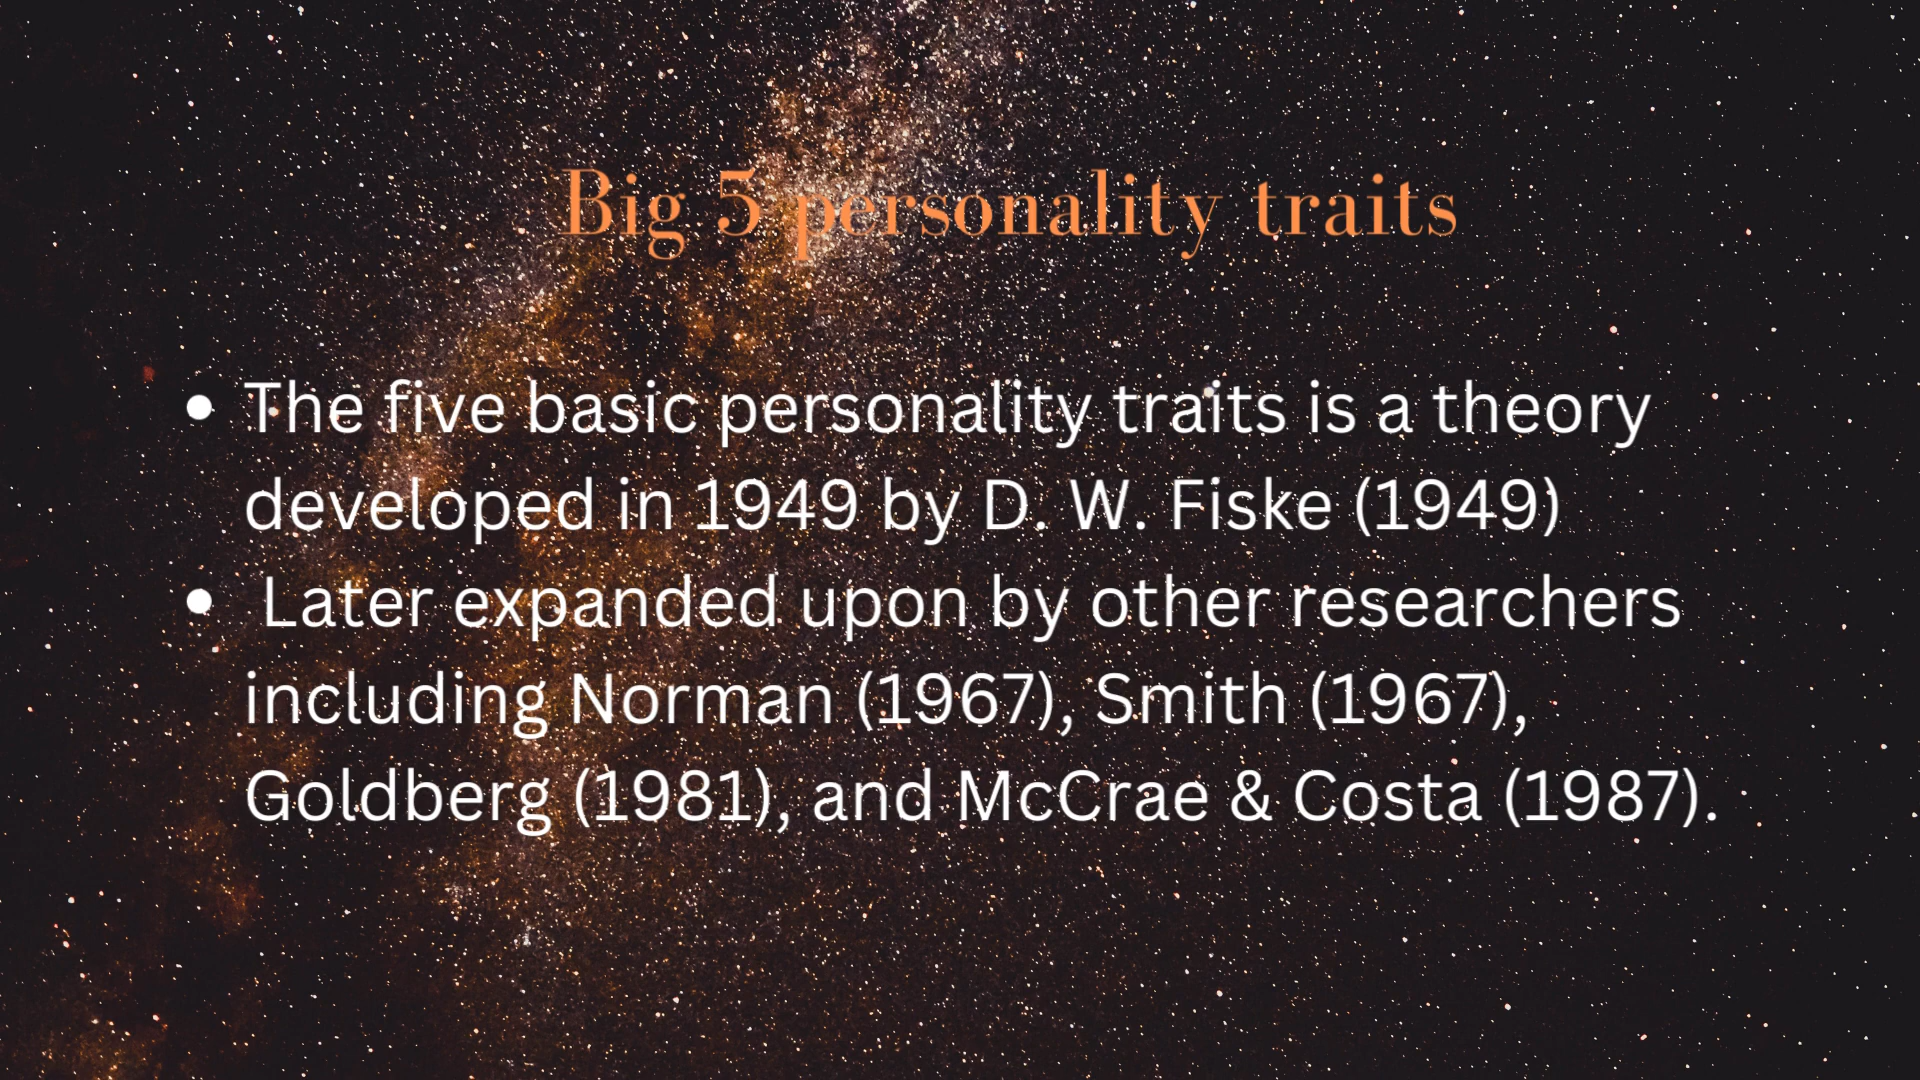 Big 5 personality traits
• The five basic personality traits is a theory
developed in 1949 by D. W. Fiske (1949)
• Later expanded upon by other researchers
including Norman (1967), Smith (1967),
Goldberg (1981), and McCrae & Costa (1987).